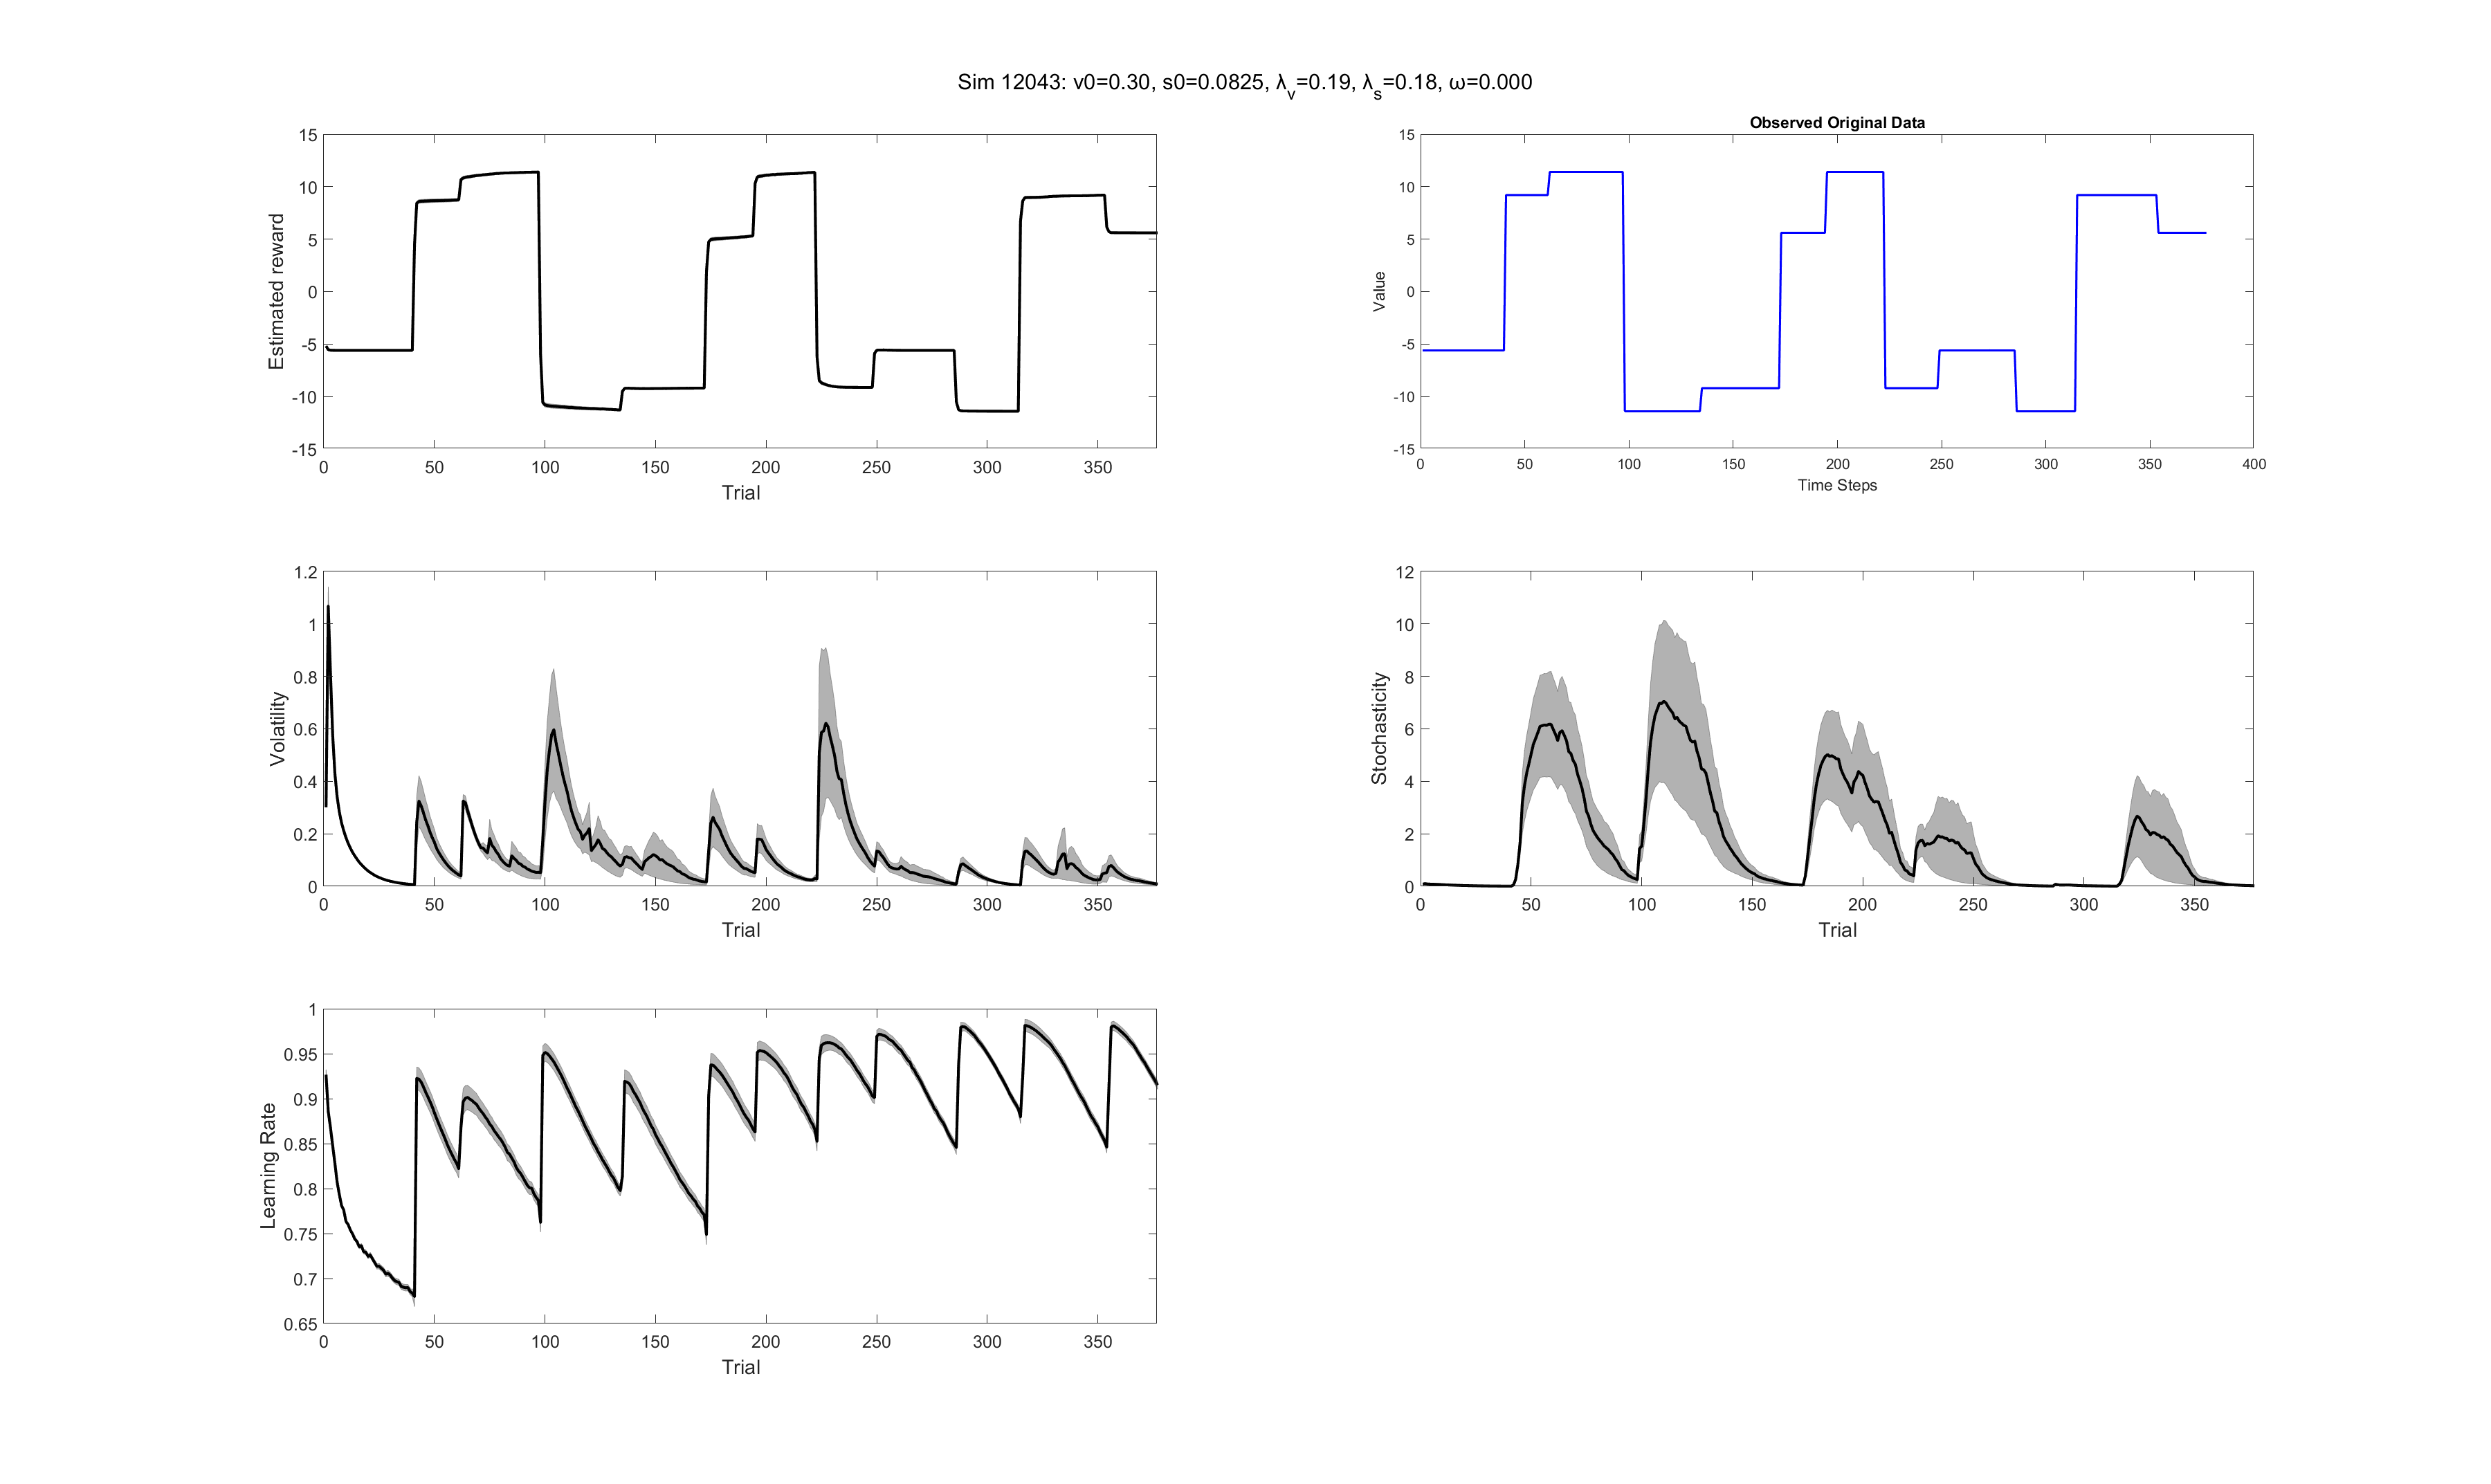 Sim 12043: v0=0.30, s0=0.0825, λv=0.19, λs=0.18, ω=0.000
15
10
5
0
-5
-10
-15
Estimated reward
0 50 100 150 200 250 300 350
Trial
Observed Original Data
15
10
5
0
-5
-10
-15
Value
0 50 100 150 200 250 300 350 400
Time Steps
1.2
1
0.8
0.6
0.4
0.2
0
Volatility
0 50 100 150 200 250 300 350
Trial
12
10
8
6
4
2
0
Stochasticity
0 50 100 150 200 250 300 350
Trial
1
0.95
0.9
0.85
0.8
0.75
0.7
0.65
Learning Rate
0 50 100 150 200 250 300 350
Trial